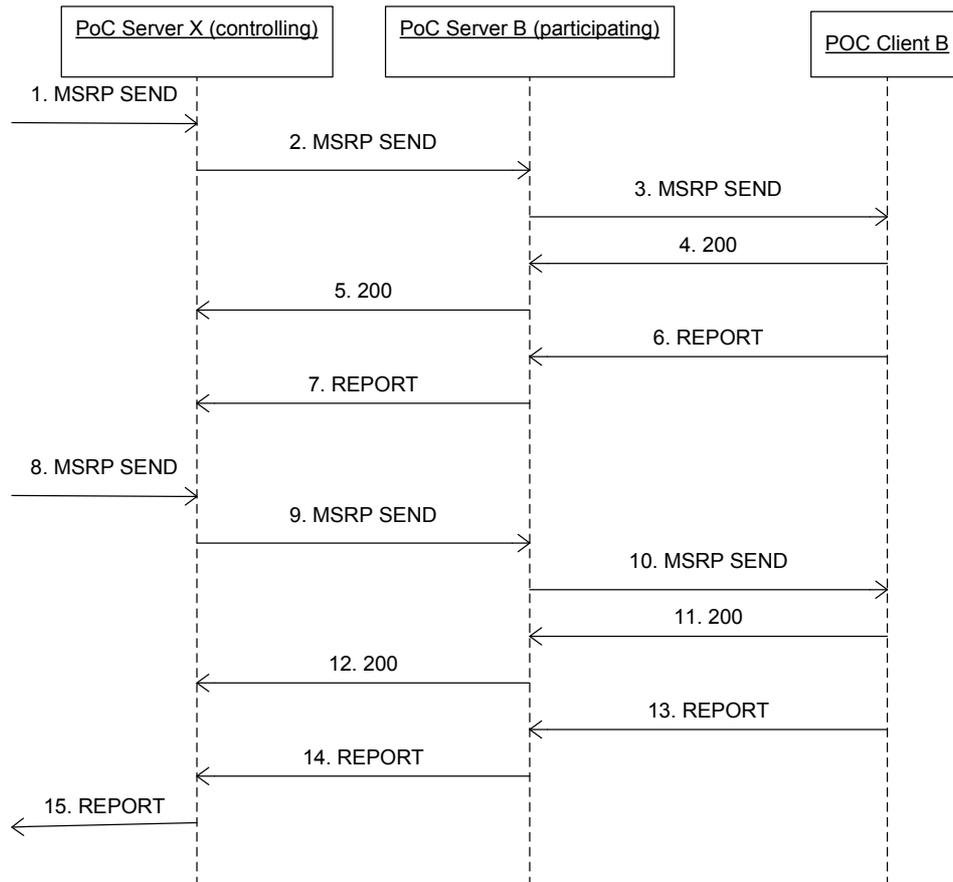 PoC Server X (controlling)
PoC Server B (participating)
POC Client B
1. MSRP SEND
2. MSRP SEND
3. MSRP SEND
4. 200
5. 200
6. REPORT
7. REPORT
8. MSRP SEND
9. MSRP SEND
10. MSRP SEND
11. 200
12. 200
13. REPORT
14. REPORT
15. REPORT